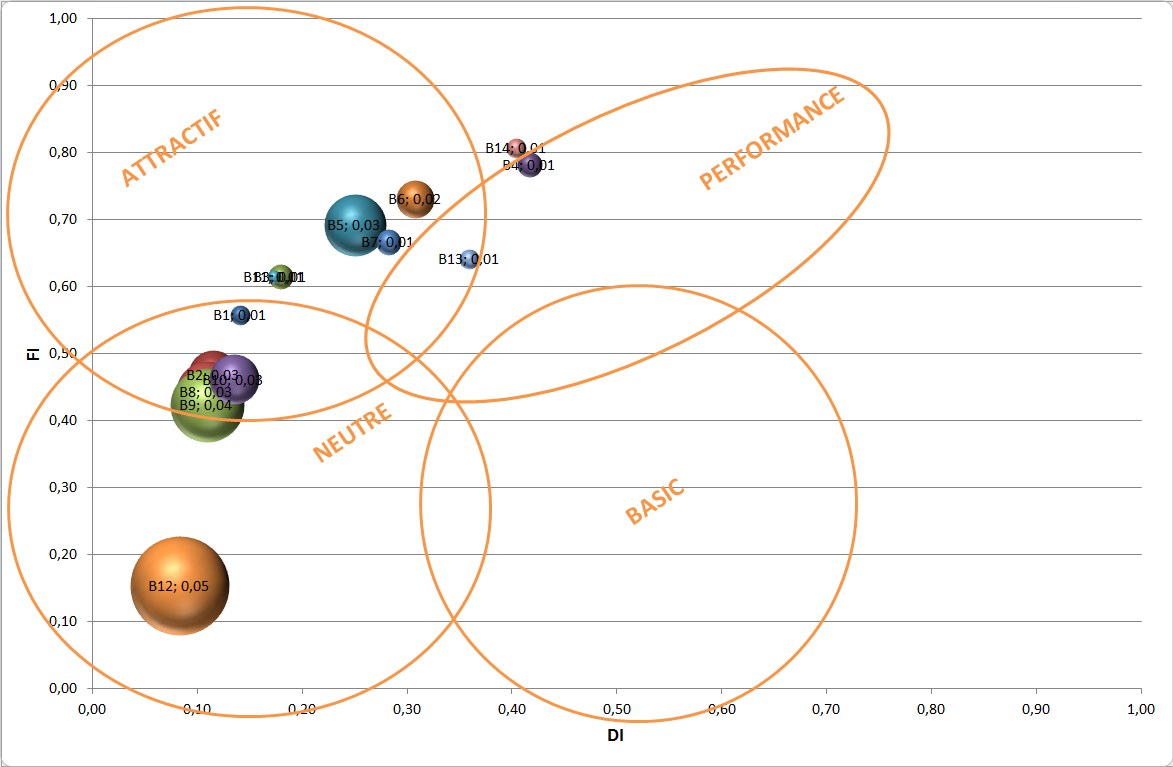 1,00
0,90
ATTRACTIF
PERFORMANCE
0,80
B14; 0,01
B4; 0,01
0,70
B6; 0,02
B5; 0,03
B7; 0,01
B13; 0,01
0,60
B1; 0,01
FI
0,50
B2; 0,03
B10; 0,03
B8; 0,03
B9; 0,04
0,40
NEUTRE
0,30
BASIC
0,20
B12; 0,05
0,10
0,00
0,00 0,10 0,20 0,30 0,40 0,50 0,60 0,70 0,80 0,90 1,00
DI